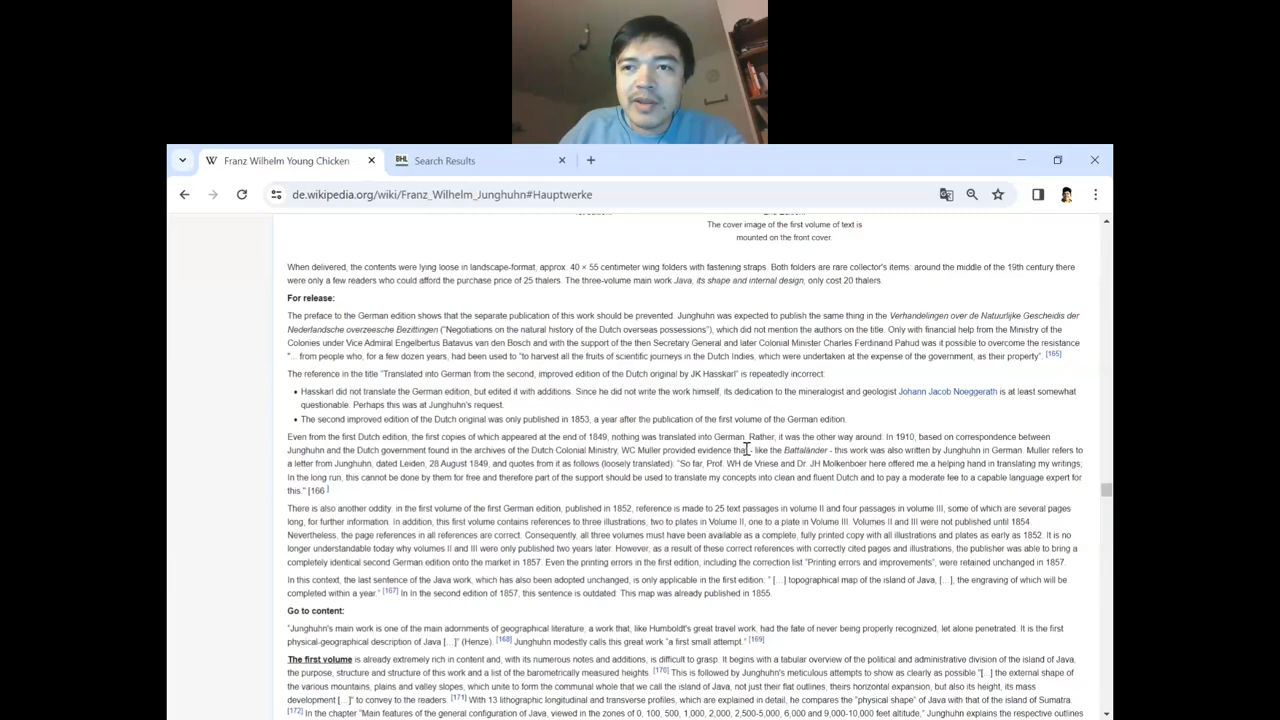 Franz Wilhelm Young Chicken
BHL Search Results
de.wikipedia.org/wiki/Franz_Wilhelm_Junghuhn#Hauptwerke
The cover image of the first volume of text is
mounted on the front cover.
When delivered, the contents were lying loose in landscape-format, approx. 40 × 55 centimeter wing folders with fastening straps. Both folders are rare collector's items: around the middle of the 19th century there
were only a few readers who could afford the purchase price of 25 thalers. The three-volume main work Java, its shape and internal design, only cost 20 thalers.
For release:
The preface to the German edition shows that the separate publication of this work should be prevented. Junghuhn was expected to publish the same thing in the Verhandelingen over de Natuurlijke Gescheidis der
Nederlandsche overzeesche Bezittingen ("Negotiations on the natural history of the Dutch overseas possessions"), which did not mention the authors on the title. Only with financial help from the Ministry of the
Colonies under Vice Admiral Engelbertus Batavus van den Bosch and with the support of the then Secretary General and later Colonial Minister Charles Ferdinand Pahud was it possible to overcome the resistance
"... from people who, for a few dozen years, had been used to "to harvest all the fruits of scientific journeys in the Dutch Indies, which were undertaken at the expense of the government, as their property". [165]
The reference in the title "Translated into German from the second, improved edition of the Dutch original by JK Hasskarl" is repeatedly incorrect:
• Hasskarl did not translate the German edition, but edited it with additions. Since he did not write the work himself, its dedication to the mineralogist and geologist Johann Jacob Noeggerath is at least somewhat
questionable. Perhaps this was at Junghuhn's request.
• The second improved edition of the Dutch original was only published in 1853, a year after the publication of the first volume of the German edition.
Even from the first Dutch edition, the first copies of which appeared at the end of 1849, nothing was translated into German. Rather, it was the other way around: In 1910, based on correspondence between
Junghuhn and the Dutch government found in the archives of the Dutch Colonial Ministry, WC Muller provided evidence that - like the Battaländer - this work was also written by Junghuhn in German. Muller refers to
a letter from Junghuhn, dated Leiden, 28 August 1849, and quotes from it as follows (loosely translated): "So far, Prof. WH de Vriese and Dr. JH Molkenboer here offered me a helping hand in translating my writings;
In the long run, this cannot be done by them for free and therefore part of the support should be used to translate my concepts into clean and fluent Dutch and to pay a moderate fee to a capable language expert for
this." [166 ]
There is also another oddity: in the first volume of the first German edition, published in 1852, reference is made to 25 text passages in volume II and four passages in volume III, some of which are several pages
long, for further information. In addition, this first volume contains references to three illustrations, two to plates in Volume II, one to a plate in Volume III. Volumes II and III were not published until 1854.
Nevertheless, the page references in all references are correct. Consequently, all three volumes must have been available as a complete, fully printed copy with all illustrations and plates as early as 1852. It is no
longer understandable today why volumes II and III were only published two years later. However, as a result of these correct references with correctly cited pages and illustrations, the publisher was able to bring a
completely identical second German edition onto the market in 1857. Even the printing errors in the first edition, including the correction list "Printing errors and improvements", were retained unchanged in 1857.
In this context, the last sentence of the Java work, which has also been adopted unchanged, is only applicable in the first edition: " [...] topographical map of the island of Java, [...], the engraving of which will be
completed within a year." [167] In In the second edition of 1857, this sentence is outdated: This map was already published in 1855.
Go to content:
"Junghuhn's main work is one of the main adornments of geographical literature, a work that, like Humboldt's great travel work, had the fate of never being properly recognized, let alone penetrated. It is the first
physical-geographical description of Java [...]" (Henze). [168] Junghuhn modestly calls this great work "a first small attempt." [169]
The first volume is already extremely rich in content and, with its numerous notes and additions, is difficult to grasp. It begins with a tabular overview of the political and administrative division of the island of Java,
the purpose, structure and structure of this work and a list of the barometrically measured heights. [170] This is followed by Junghuhn's meticulous attempts to show as clearly as possible "[...] the external shape of
the various mountains, plains and valley slopes, which unite to form the communal whole that we call the island of Java, not just their flat outlines, theirs horizontal expansion, but also its height, its mass
development [...]" to convey to the readers. [171] With 13 lithographic longitudinal and transverse profiles, which are explained in detail, he compares the "physical shape" of Java with that of the island of Sumatra.
[172] In the chapter "Main features of the general configuration of Java, viewed in the zones of 0, 100, 500, 1,000, 2,000, 2,500-5,000, 6,000 and 9,000-10,000 feet altitude," Junghuhn explains the respective outlines